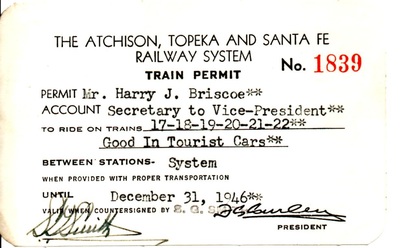 THE ATCHISON, TOPEKA AND SANTA FE
RAILWAY SYSTEM
TRAIN PERMIT
No. 1839
PERMIT Mr. Harry J. Briscoe**
ACCOUNT Secretary to Vice-President**
TO RIDE ON TRAINS 17-18-19-20-21-22**
Good In Tourist Cars**
BETWEEN STATIONS- System
WHEN PROVIDED WITH PROPER TRANSPORTATION
UNTIL December 31, 1946**
VALID WHEN COUNTERSIGNED BY E. G. S
PRESIDENT